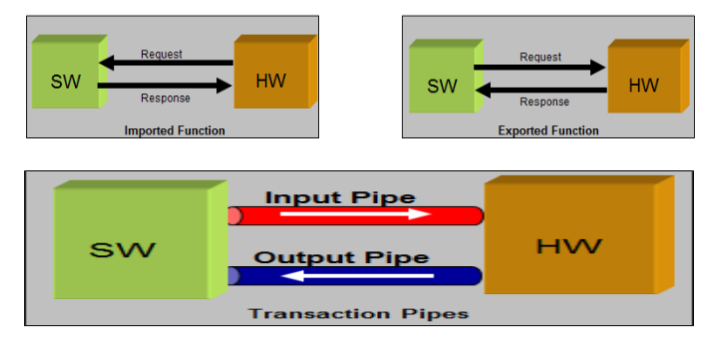 Request
SW
HW
Response
Imported Function
Request
SW
HW
Response
Exported Function
Input Pipe
SW
HW
Output Pipe
Transaction Pipes